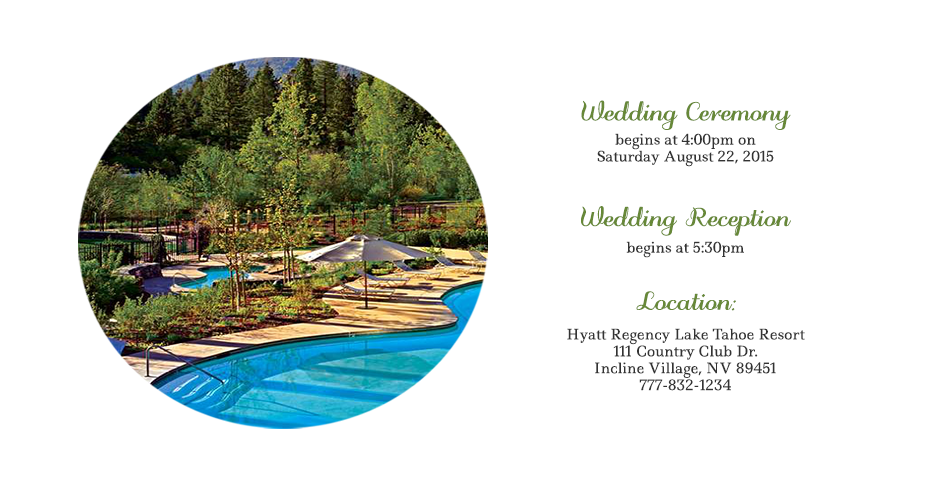 Wedding Ceremony
begins at 4:00pm on
Saturday August 22, 2015
Wedding Reception
begins at 5:30pm
Location:
Hyatt Regency Lake Tahoe Resort
111 Country Club Dr.
Incline Village, NV 89451
777-832-1234